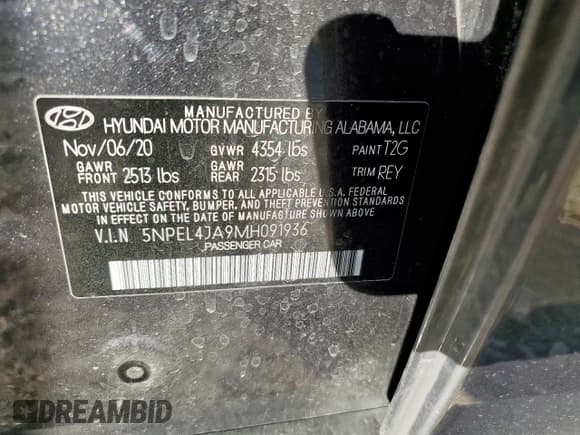 MANUFACTURED BY
HYUNDAI MOTOR MANUFACTURING ALABAMA, LLC
Nov/06/20 GVWR 4354 lbs PAINT T2G
GAWR FRONT 2513 lbs GAWR REAR 2315 lbs TRIM REY
THIS VEHICLE CONFORMS TO ALL APPLICABLE U.S.A. FEDERAL
MOTOR VEHICLE SAFETY, BUMPER, AND THEFT PREVENTION STANDARDS
IN EFFECT ON THE DATE OF MANUFACTURE SHOWN ABOVE.
V.I.N 5NPEL4JA9MH091936
PASSENGER CAR
DREAMBID